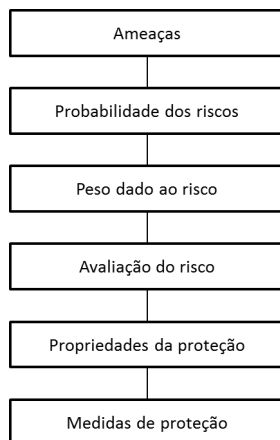 Ameaças
Probabilidade dos riscos
Peso dado ao risco
Avaliação do risco
Propriedades da proteção
Medidas de proteção